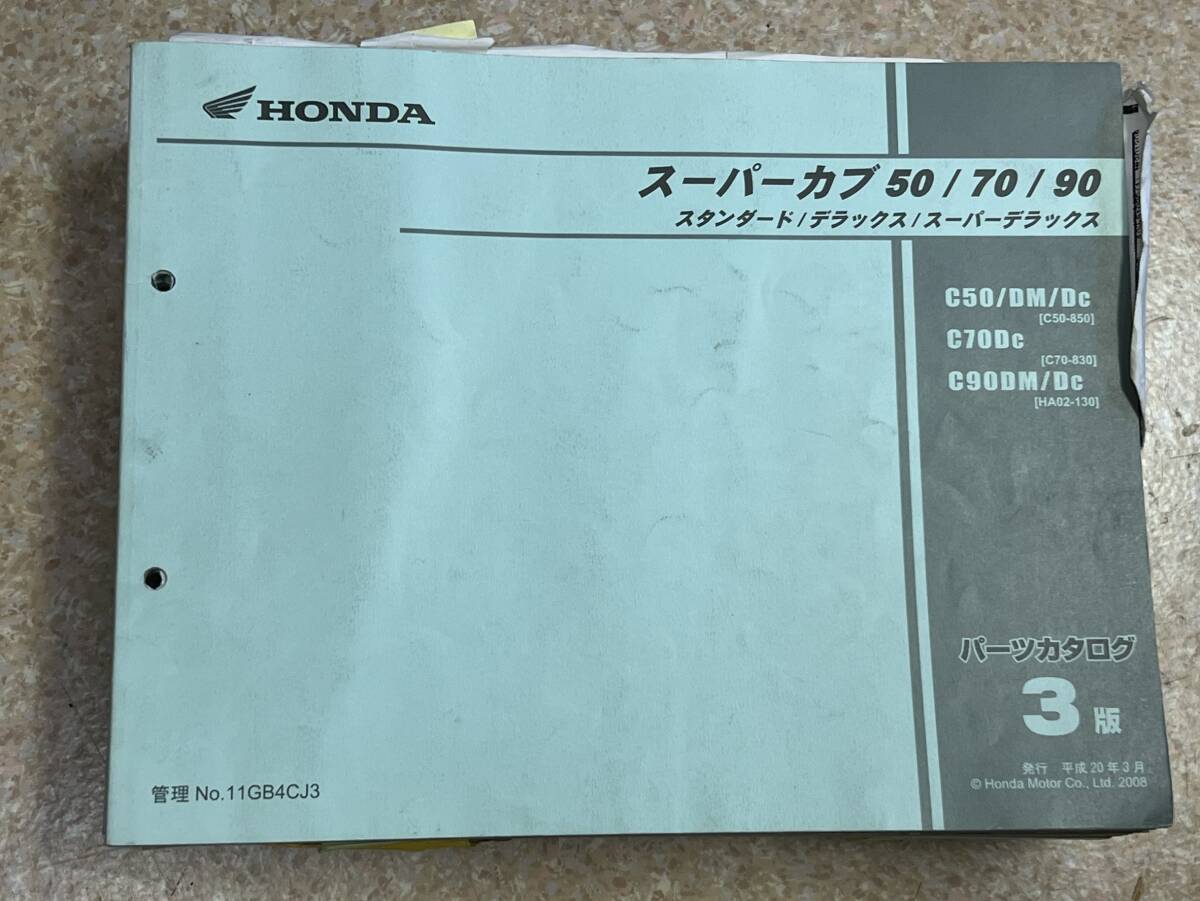 HONDA
スーパーカブ 50 / 70 / 90
スタンダード / デラックス / スーパーデラックス
C50/DM/Dc
[C50-850]
C70Dc
[C70-830]
C90DM/Dc
[HA02-130]
パーツカタログ
3 版
発行 平成 20 年 3 月
© Honda Motor Co., Ltd. 2008
管理 No.11GB4CJ3